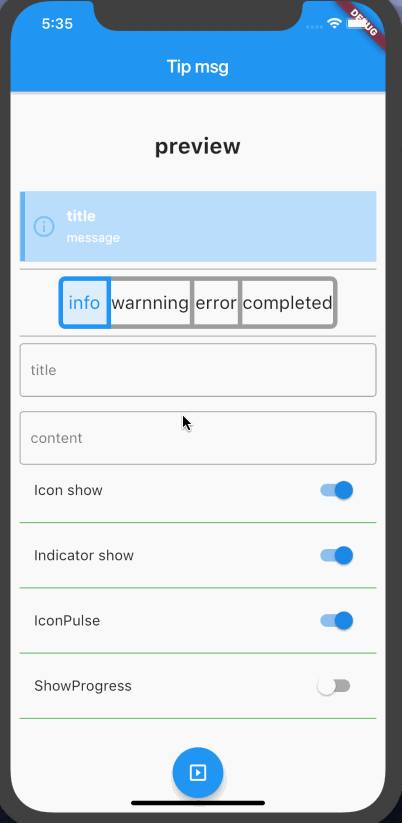 5:35
DEBUG
Tip msg
preview
title
message
info warnning error completed
title
content
Icon show
Indicator show
IconPulse
ShowProgress